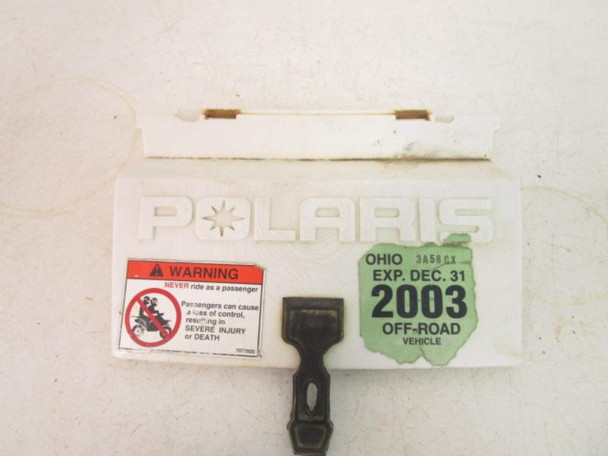 POLARIS
WARNING
NEVER ride as a passenger
Passengers can cause
a loss of control,
resulting in
SEVERE INJURY
or DEATH
OHIO 3A58CX
EXP. DEC. 31
2003
OFF-ROAD
VEHICLE